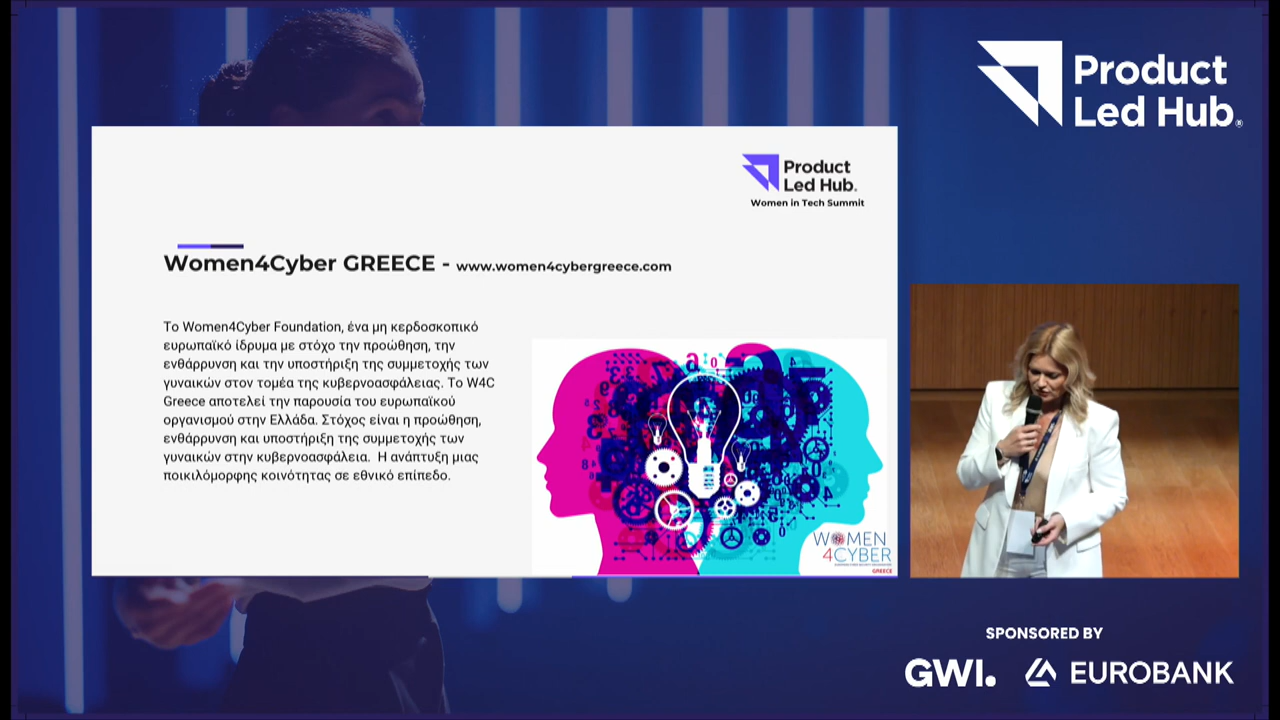 Product
Led Hub.
Product
Led Hub.
Women in Tech Summit
Women4Cyber GREECE - www.women4cybergreece.com
Το Women4Cyber Foundation, ένα μη κερδοσκοπικό
ευρωπαϊκό ίδρυμα με στόχο την προώθηση, την
ενθάρρυνση και την υποστήριξη της συμμετοχής των
γυναικών στον τομέα της κυβερνοασφάλειας. Το W4C
Greece αποτελεί την παρουσία του ευρωπαϊκού
οργανισμού στην Ελλάδα. Στόχος είναι η προώθηση,
ενθάρρυνση και υποστήριξη της συμμετοχής των
γυναικών στην κυβερνοασφάλεια. Η ανάπτυξη μιας
ποικιλόμορφης κοινότητας σε εθνικό επίπεδο.
WOMEN
4CYBER
GREECE
SPONSORED BY
GWI. EUROBANK